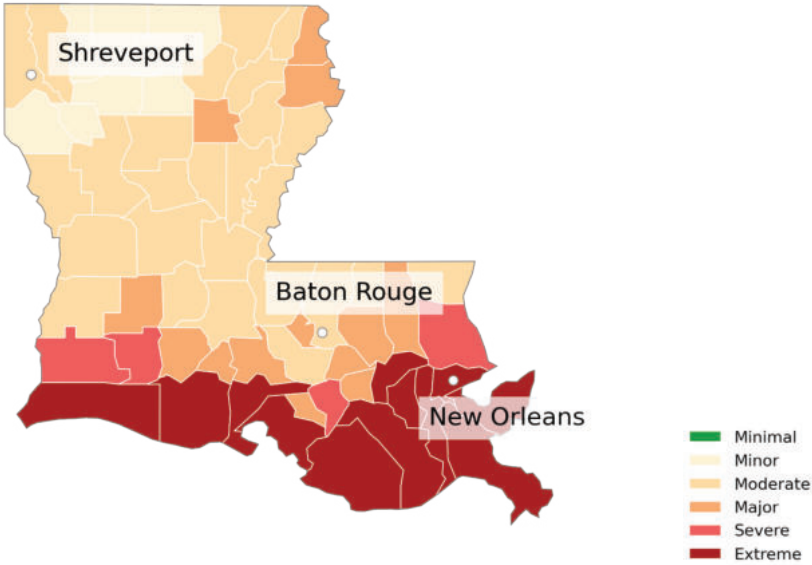 Shreveport
Baton Rouge
New Orleans
Minimal
Minor
Moderate
Major
Severe
Extreme